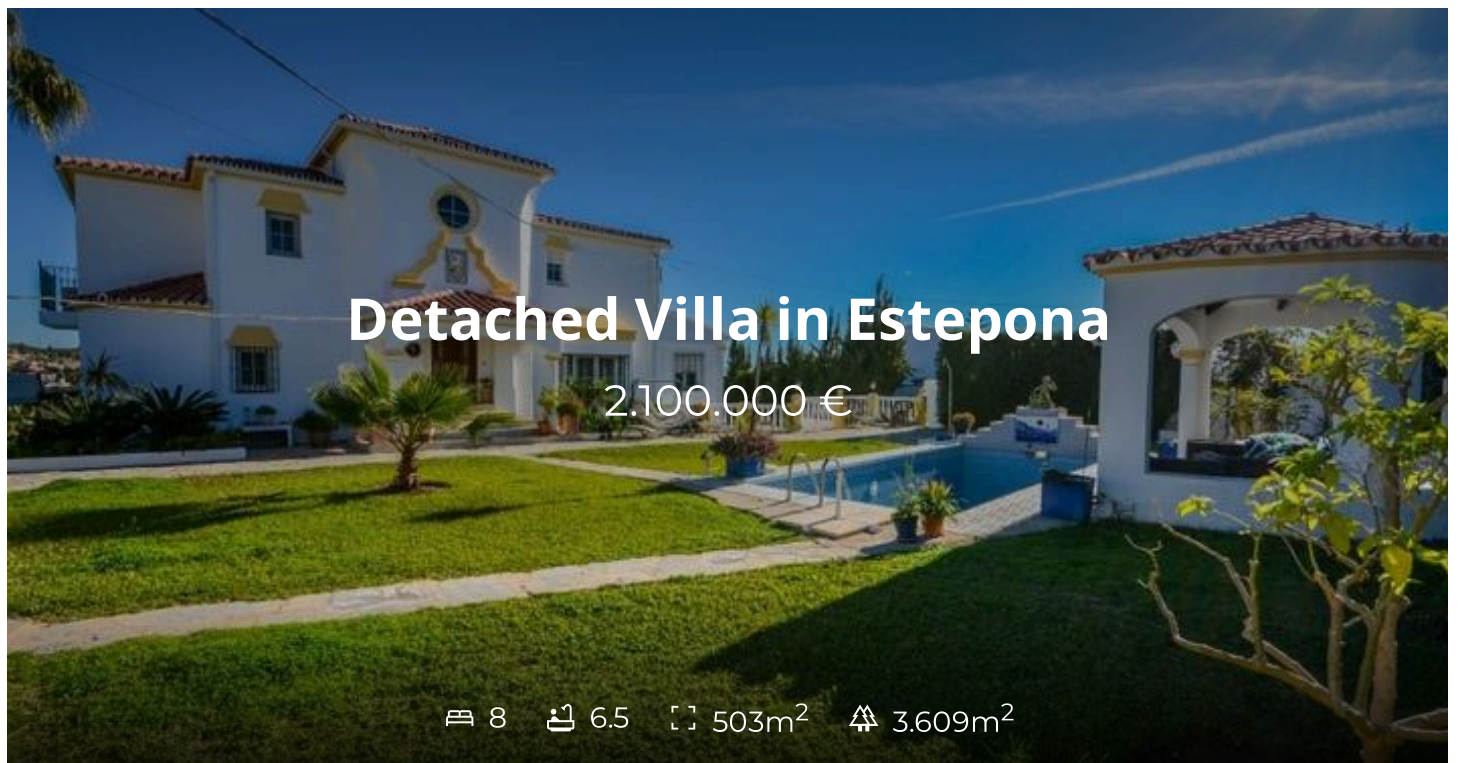 Detached Villa in Estepona
2.100.000 €
8 6.5 503m² 3.609m²